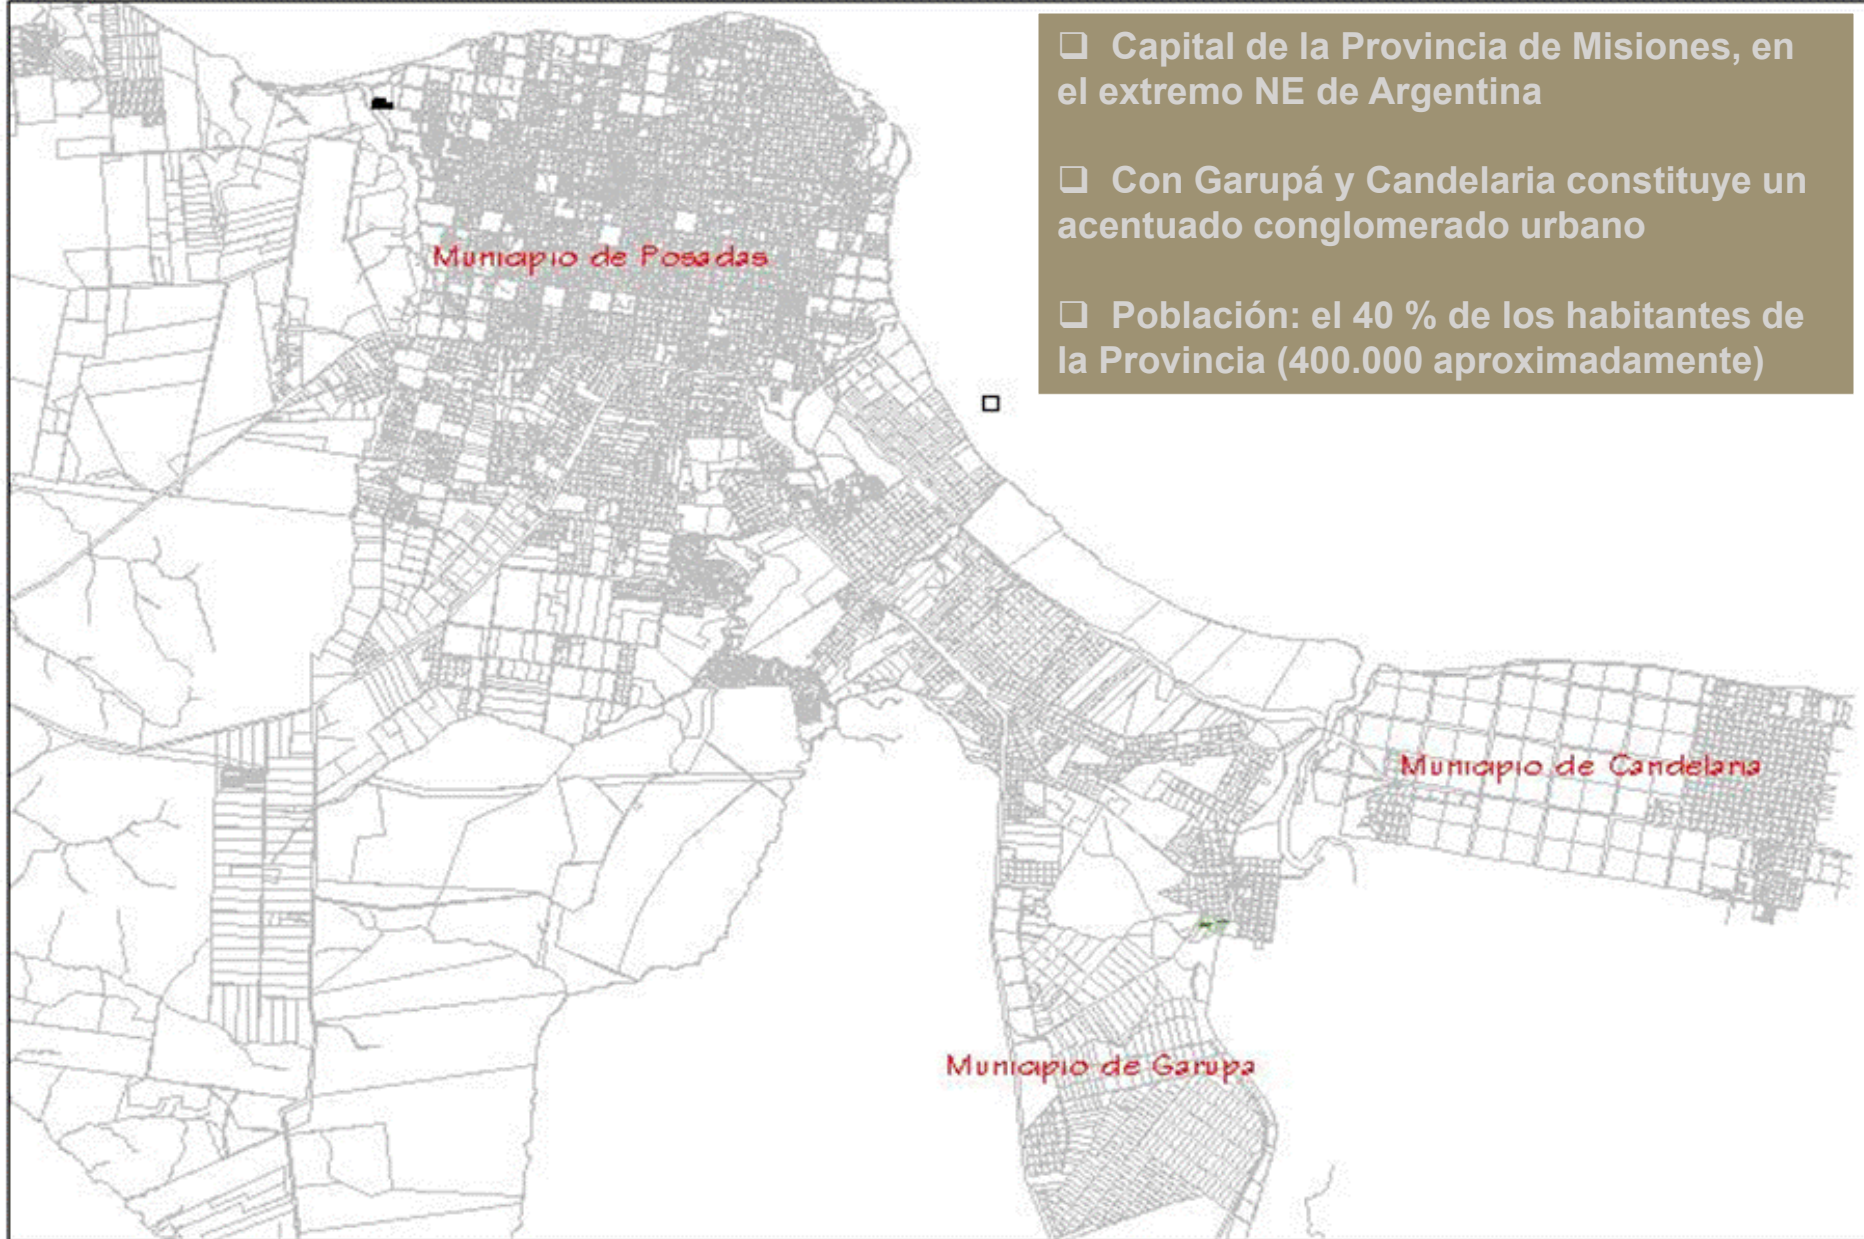 ❑ Capital de la Provincia de Misiones, en
el extremo NE de Argentina
❑ Con Garupá y Candelaria constituye un
acentuado conglomerado urbano
❑ Población: el 40 % de los habitantes de
la Provincia (400.000 aproximadamente)
Municipio de Posadas
Municipio de Candelaria
Municipio de Garupa